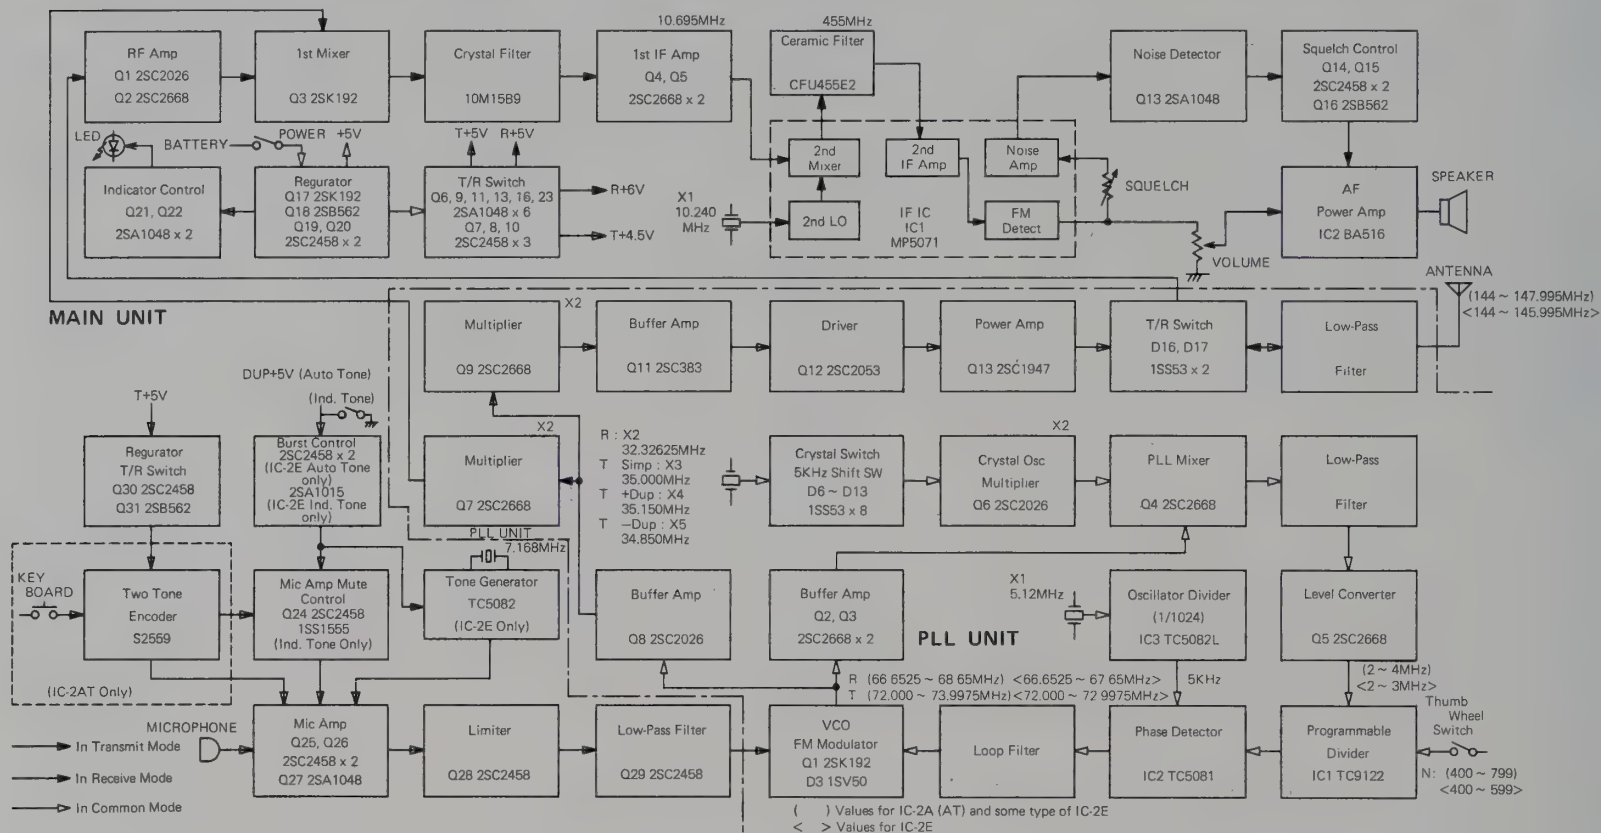 10.695MHz
455MHz
RF Amp
Q1 2SC2026
Q2 2SC2668
1st Mixer
Q3 2SK192
Crystal Filter
10M15B9
1st IF Amp
Q4, Q5
2SC2668 x 2
Ceramic Filter
CFU455E2
Noise Detector
Q13 2SA1048
Squelch Control
Q14, Q15
2SC2458 x 2
Q16 2SB562
LED
BATTERY
POWER
+5V
T+5V
R+5V
Indicator Control
Q21, Q22
2SA1048 x 2
Regurator
Q17 2SK192
Q18 2SB562
Q19, Q20
2SC2458 x 2
T/R Switch
Q6, 9, 11, 13, 16, 23
2SA1048 x 6
Q7, 8, 10
2SC2458 x 3
R+6V
T+4.5V
X1
10.240
MHz
2nd
Mixer
2nd
IF Amp
Noise
Amp
2nd LO
IF IC
IC1
MP5071
FM
Detect
SQUELCH
VOLUME
AF
Power Amp
IC2 BA516
SPEAKER
MAIN UNIT
Multiplier
Q9 2SC2668
X2
Buffer Amp
Q11 2SC383
Driver
Q12 2SC2053
Power Amp
Q13 2SC1947
T/R Switch
D16, D17
1SS53 x 2
Low-Pass
Filter
ANTENNA
(144 ~ 147.995MHz)
<144 ~ 145.995MHz>
T+5V
DUP+5V (Auto Tone)
(Ind. Tone)
Regurator
T/R Switch
Q30 2SC2458
Q31 2SB562
Burst Control
2SC2458 x 2
(IC-2E Auto Tone
only)
2SA1015
(IC-2E Ind. Tone
only)
Multiplier
Q7 2SC2668
X2
R : X2
32.32625MHz
T Simp : X3
35.000MHz
T +Dup : X4
35.150MHz
T −Dup : X5
34.850MHz
Crystal Switch
5KHz Shift SW
D6 ~ D13
1SS53 x 8
X2
Crystal Osc
Multiplier
Q6 2SC2026
PLL Mixer
Q4 2SC2668
Low-Pass
Filter
PLL UNIT
7.168MHz
KEY
BOARD
Two Tone
Encoder
S2559
(IC-2AT Only)
Mic Amp Mute
Control
Q24 2SC2458
1SS1555
(Ind. Tone Only)
Tone Generator
TC5082
(IC-2E Only)
Buffer Amp
Q8 2SC2026
Buffer Amp
Q2, Q3
2SC2668 x 2
PLL UNIT
X1
5.12MHz
Oscillator Divider
(1/1024)
IC3 TC5082L
Level Converter
Q5 2SC2668
R (66.6525 ~ 68 65MHz) <66.6525 ~ 67 65MHz>
T (72.000 ~ 73.9975MHz)<72.000 ~ 72.9975MHz>
5KHz
(2 ~ 4MHz)
<2 ~ 3MHz>
Thumb
Wheel
Switch
MICROPHONE
Mic Amp
Q25, Q26
2SC2458 x 2
Q27 2SA1048
Limiter
Q28 2SC2458
Low-Pass Filter
Q29 2SC2458
VCO
FM Modulator
Q1 2SK192
D3 1SV50
Loop Filter
Phase Detector
IC2 TC5081
Programmable
Divider
IC1 TC9122
N: (400 ~ 799)
<400 ~ 599>
In Transmit Mode
In Receive Mode
In Common Mode
( ) Values for IC-2A (AT) and some type of IC-2E
< > Values for IC-2E